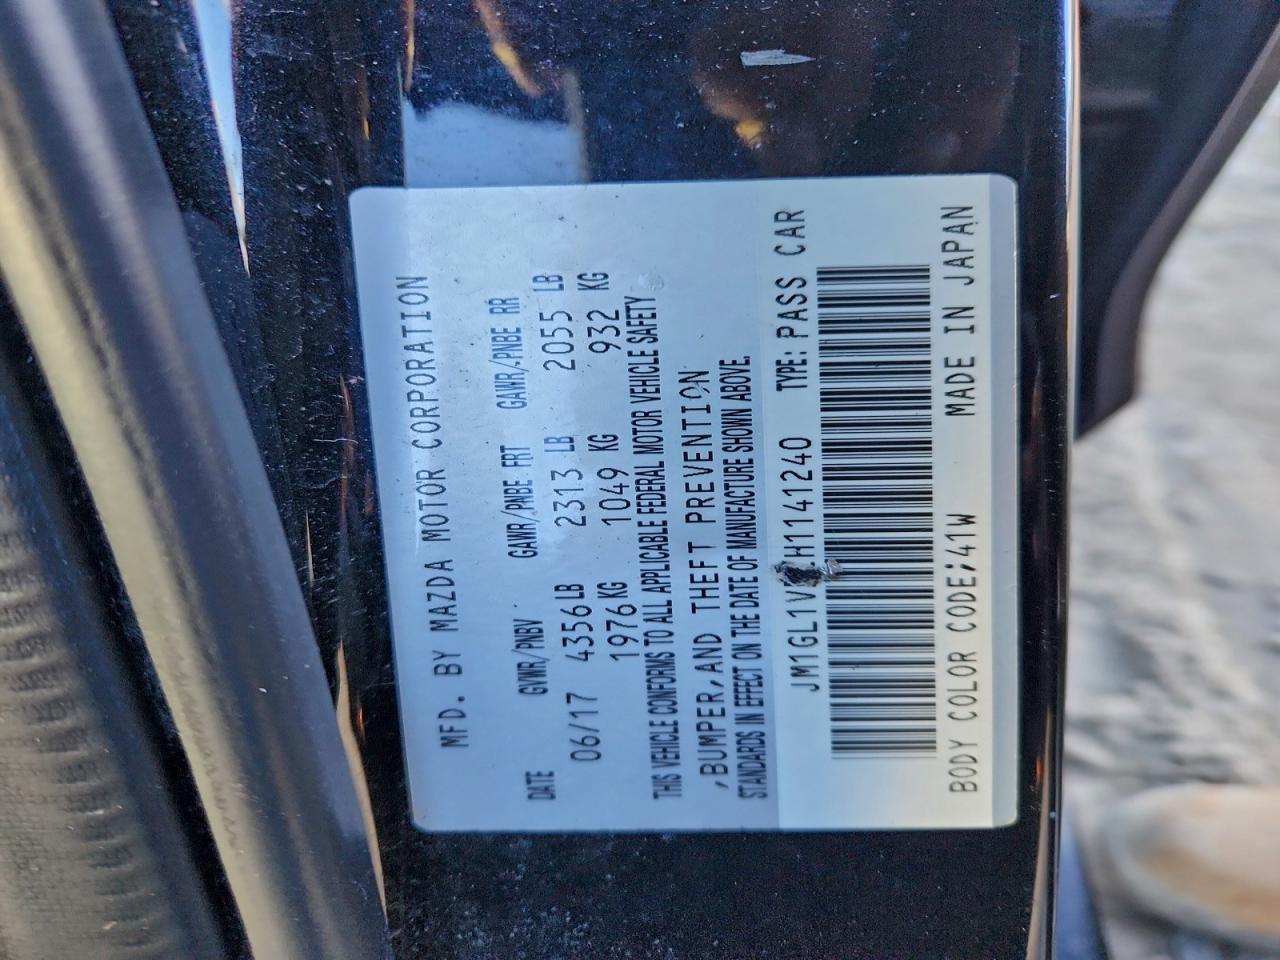 MFD. BY MAZDA MOTOR CORPORATION
DATE GVWR/PNBV GAWR/PNBE FRT GAWR/PNBE RR
06/17 4356 LB 2313 LB 2055 LB
1976 KG 1049 KG 932 KG
THIS VEHICLE CONFORMS TO ALL APPLICABLE FEDERAL MOTOR VEHICLE SAFETY
,BUMPER,AND THEFT PREVENTION
STANDARDS IN EFFECT ON THE DATE OF MANUFACTURE SHOWN ABOVE.
TYPE: PASS CAR
BODY COLOR CODE:41W MADE IN JAPAN